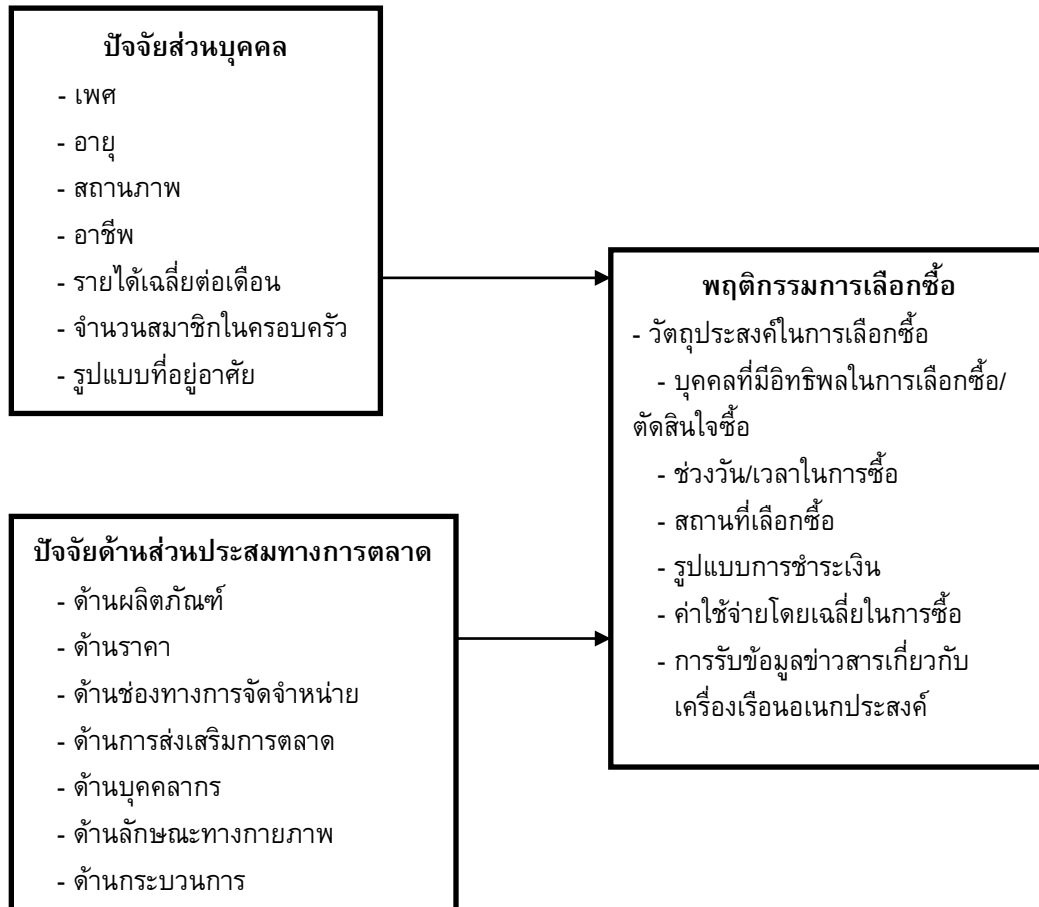 ปัจจัยส่วนบุคคล
- เพศ
- อายุ
- สถานภาพ
- อาชีพ
- รายได้เฉลี่ยต่อเดือน
- จำนวนสมาชิกในครอบครัว
- รูปแบบที่อยู่อาศัย
ปัจจัยด้านส่วนประสมทางการตลาด
- ด้านผลิตภัณฑ์
- ด้านราคา
- ด้านช่องทางการจัดจำหน่าย
- ด้านการส่งเสริมการตลาด
- ด้านบุคคลากร
- ด้านลักษณะทางกายภาพ
- ด้านกระบวนการ
พฤติกรรมการเลือกซื้อ
- วัตถุประสงค์ในการเลือกซื้อ
- บุคคลที่มีอิทธิพลในการเลือกซื้อ/
ตัดสินใจซื้อ
- ช่วงวัน/เวลาในการซื้อ
- สถานที่เลือกซื้อ
- รูปแบบการชำระเงิน
- ค่าใช้จ่ายโดยเฉลี่ยในการซื้อ
- การรับข้อมูลข่าวสารเกี่ยวกับ
เครื่องเรือนอเนกประสงค์